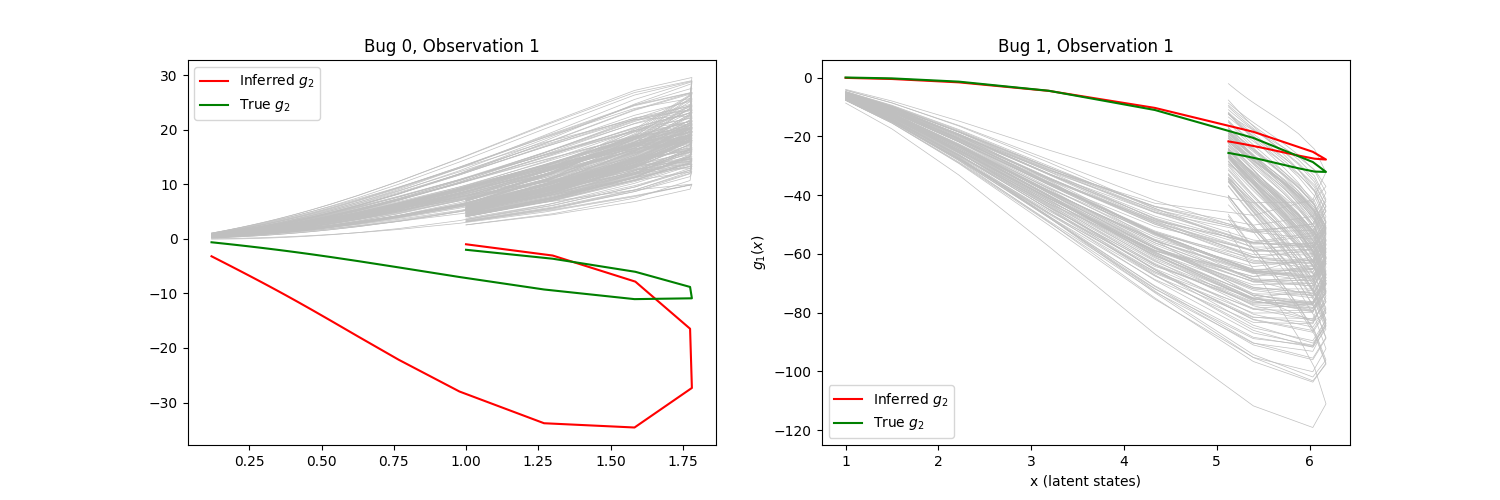 Bug 0, Observation 1
Inferred g₂
True g₂
30
20
10
0
−10
−20
−30
0.25 0.50 0.75 1.00 1.25 1.50 1.75
Bug 1, Observation 1
0
−20
−40
−60
−80
−100
−120
g₁(x)
Inferred g₂
True g₂
1 2 3 4 5 6
x (latent states)